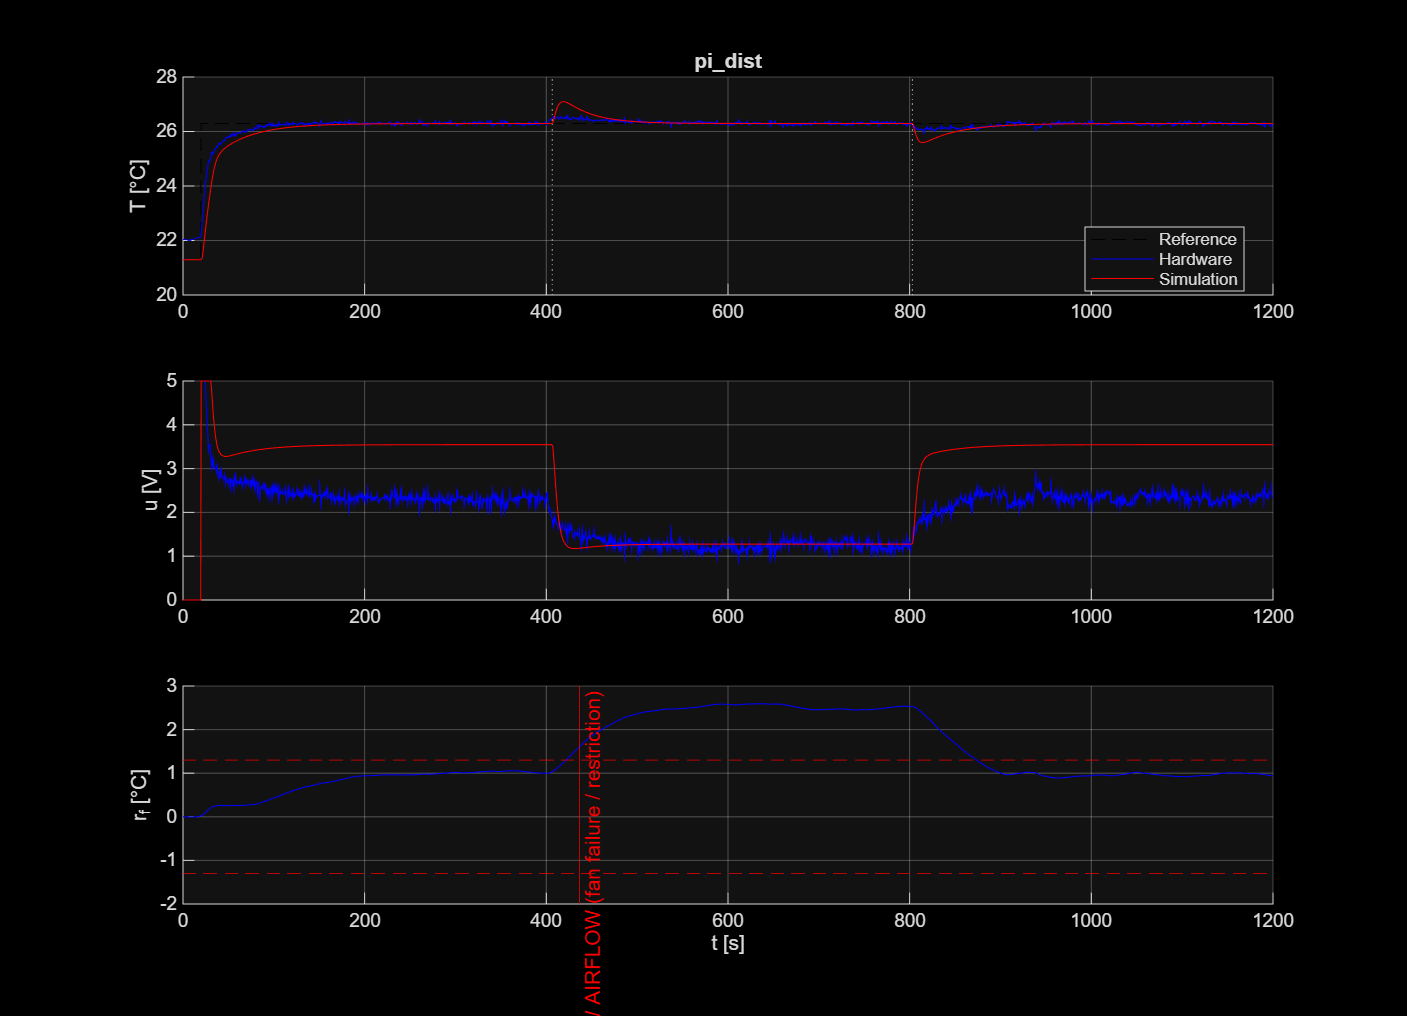 pi_dist
T [°C]
28
26
24
22
20
0 200 400 600 800 1000 1200
Reference
Hardware
Simulation
u [V]
5
4
3
2
1
0
0 200 400 600 800 1000 1200
r_f [°C]
3
2
1
0
-1
-2
0 200 400 600 800 1000 1200
t [s]
/ AIRFLOW (fan failure / restriction)